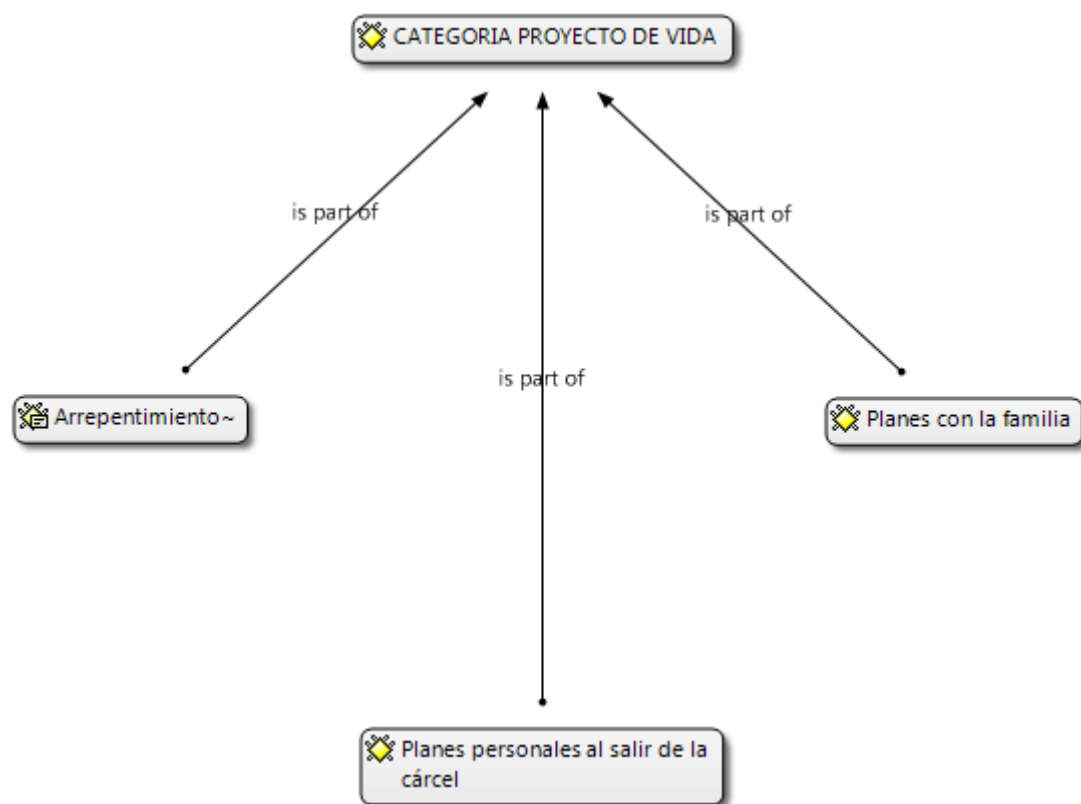 CATEGORIA PROYECTO DE VIDA
is part of
is part of
is part of
Arrepentimiento~
Planes con la familia
Planes personales al salir de la
cárcel